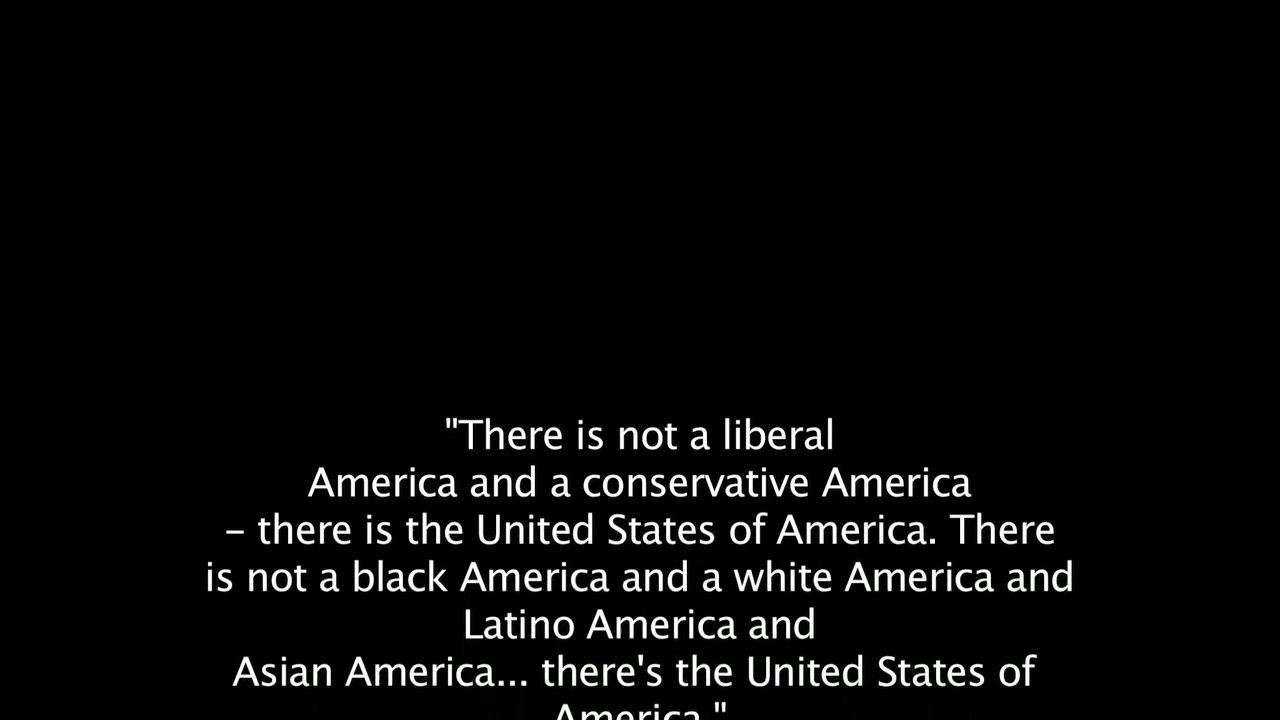 "There is not a liberal
America and a conservative America
– there is the United States of America. There
is not a black America and a white America and
Latino America and
Asian America... there's the United States of
America."